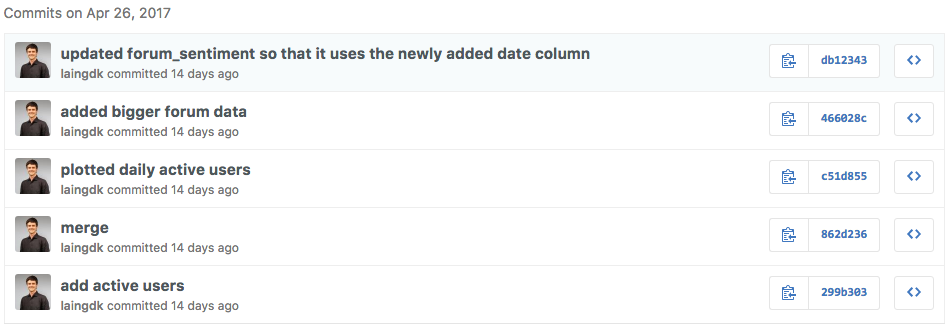 Commits on Apr 26, 2017
updated forum_sentiment so that it uses the newly added date column
laingdk committed 14 days ago
db12343
added bigger forum data
laingdk committed 14 days ago
466028c
plotted daily active users
laingdk committed 14 days ago
c51d855
merge
laingdk committed 14 days ago
862d236
add active users
laingdk committed 14 days ago
299b303